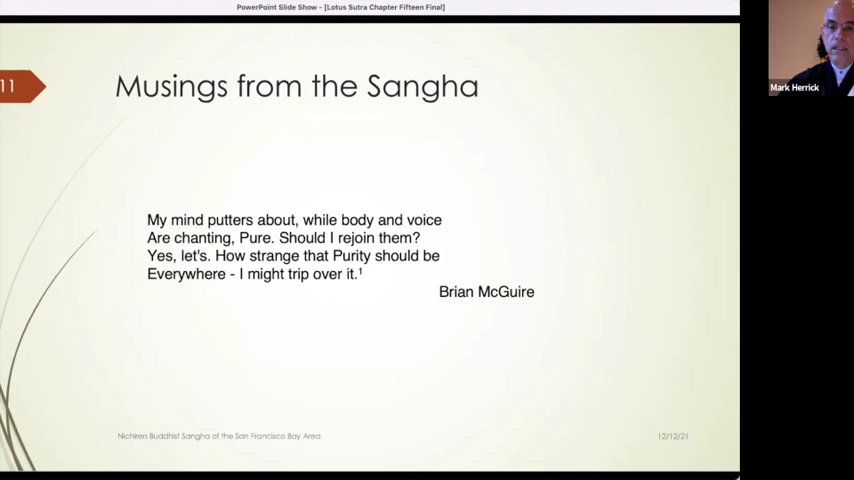 PowerPoint Slide Show - [Lotus Sutra Chapter Fifteen Final]
11
Musings from the Sangha
Mark Herrick
My mind putters about, while body and voice
Are chanting, Pure. Should I rejoin them?
Yes, let's. How strange that Purity should be
Everywhere - I might trip over it.¹
Brian McGuire
Nichiren Buddhist Sangha of the San Francisco Bay Area
12/12/21